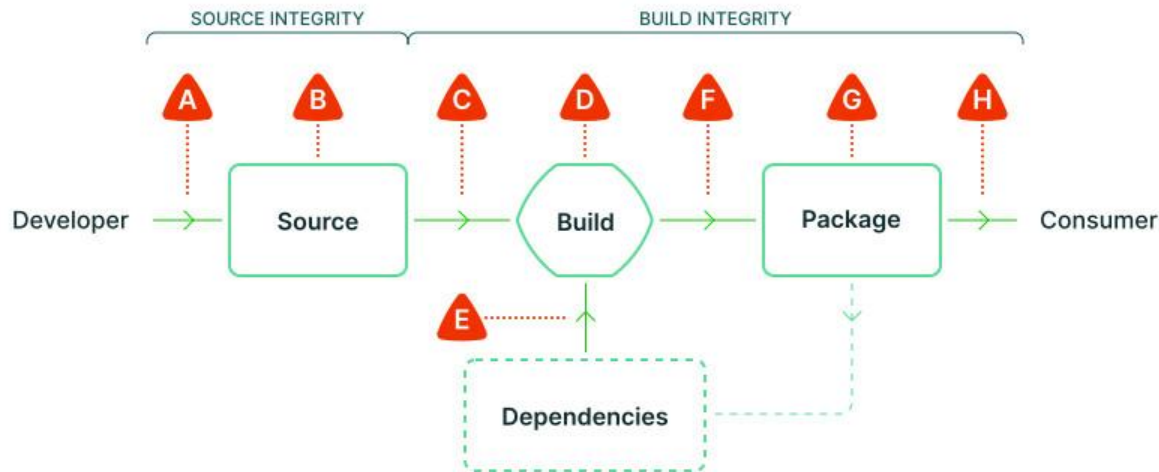 SOURCE INTEGRITY BUILD INTEGRITY
A B C D F G H
Developer Source Build Package Consumer
E
Dependencies